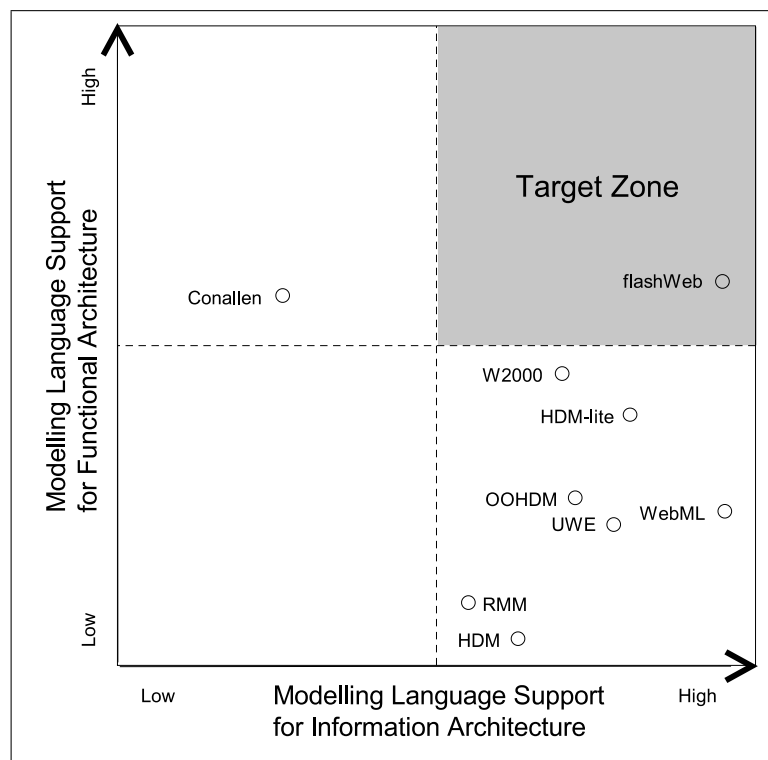 High
Target Zone
Modelling Language Support
for Functional Architecture
flashWeb
Conallen
W2000
HDM-lite
OOHDM
WebML
UWE
RMM
Low
HDM
Low
Modelling Language Support
for Information Architecture
High